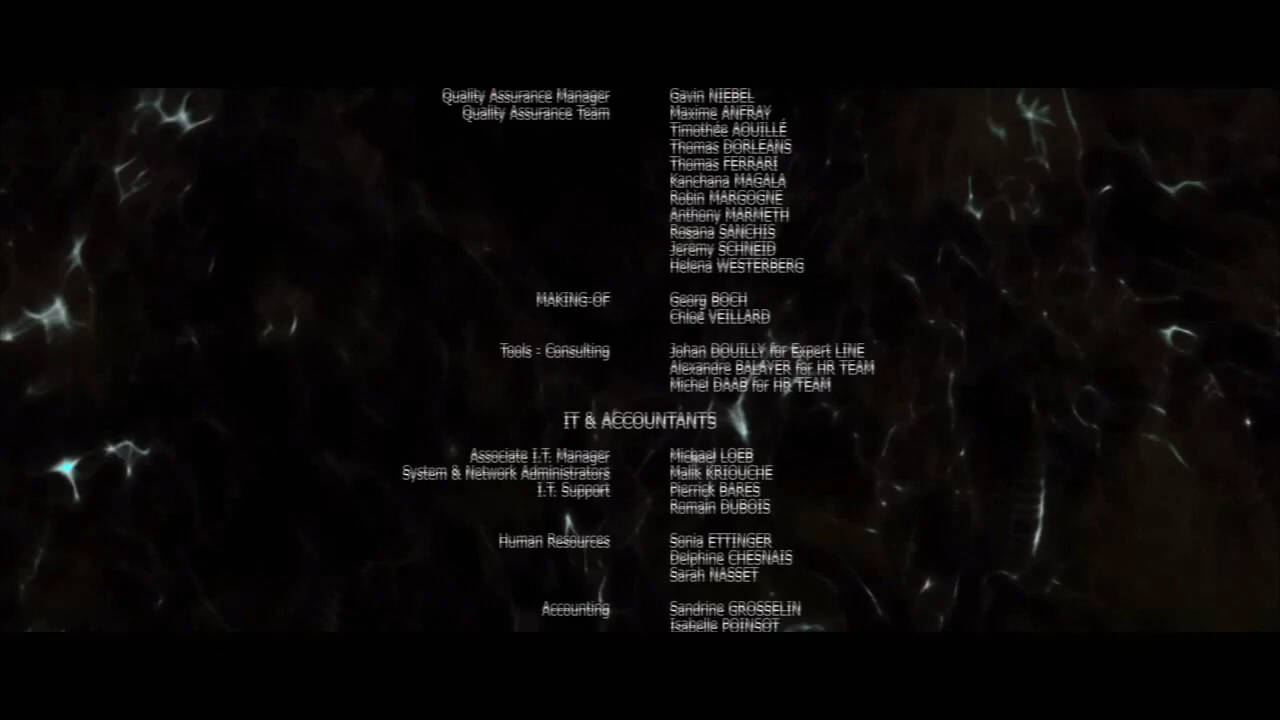 Quality Assurance Manager Gavin NIEBEL
Quality Assurance Team Maxime ANFRAY
Timothée AOUILLÉ
Thomas DORLEANS
Thomas FERRARI
Kanchana MAGALA
Robin MARGOGNE
Anthony MARMETH
Rosana SANCHIS
Jeremy SCHNEID
Helena WESTERBERG
MAKING-OF Georg BOCH
Chloé VEILLARD
Tools - Consulting Johan DOUILLY for Expert LINE
Alexandre BALAYER for HR TEAM
Michel DAAB for HR TEAM
IT & ACCOUNTANTS
Associate I.T. Manager Michael LOEB
System & Network Administrators Malik KRIOUCHE
I.T. Support Pierrick BARES
Romain DUBOIS
Human Resources Sonia ETTINGER
Delphine CHESNAIS
Sarah NASSET
Accounting Sandrine GROSSELIN
Isabelle POINSOT